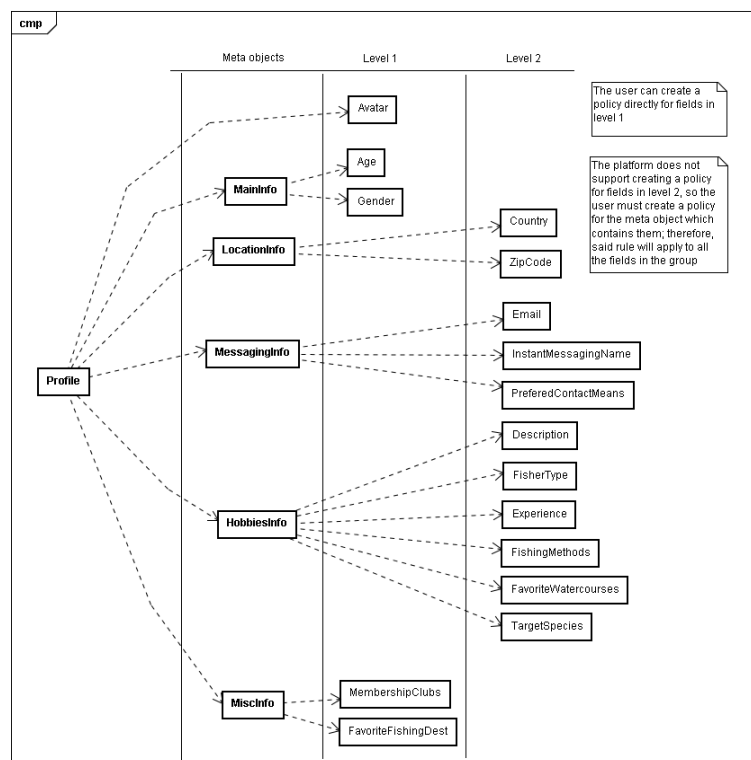 cmp
Meta objects
Level 1
Level 2
Avatar
The user can create a
policy directly for fields in
level 1
MainInfo
Age
Gender
The platform does not
support creating a policy
for fields in level 2, so the
user must create a policy
for the meta object which
contains them; therefore,
said rule will apply to all
the fields in the group
LocationInfo
Country
ZipCode
MessagingInfo
Email
InstantMessagingName
PreferedContactMeans
Profile
HobbiesInfo
Description
FisherType
Experience
FishingMethods
FavoriteWatercourses
TargetSpecies
MiscInfo
MembershipClubs
FavoriteFishingDest